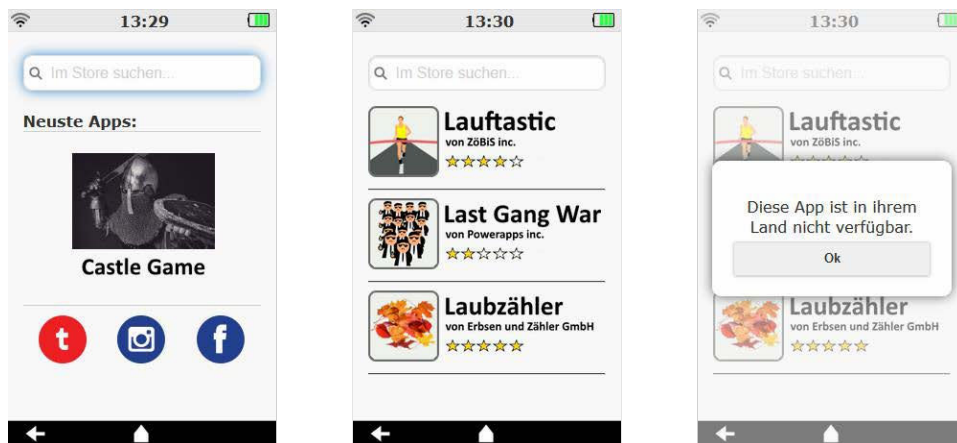 13:29
Im Store suchen...
Neuste Apps:
Castle Game
t
f
13:30
Im Store suchen...
Lauftastic
von ZöBiS inc.
Last Gang War
von Powerapps inc.
Laubzähler
von Erbsen und Zähler GmbH
13:30
Im Store suchen...
Lauftastic
von ZöBiS inc.
Diese App ist in ihrem
Land nicht verfügbar.
Ok
Laubzähler
von Erbsen und Zähler GmbH